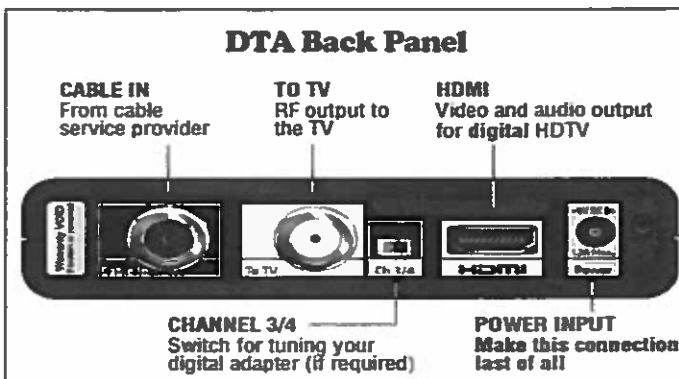 DTA Back Panel
CABLE IN
From cable
service provider
TO TV
RF output to
the TV
HDMI
Video and audio output
for digital HDTV
Warranty VOID
To TV
Ch 3/4
HDMI
Power
CHANNEL 3/4
Switch for tuning your
digital adapter (if required)
POWER INPUT
Make this connection
last of all